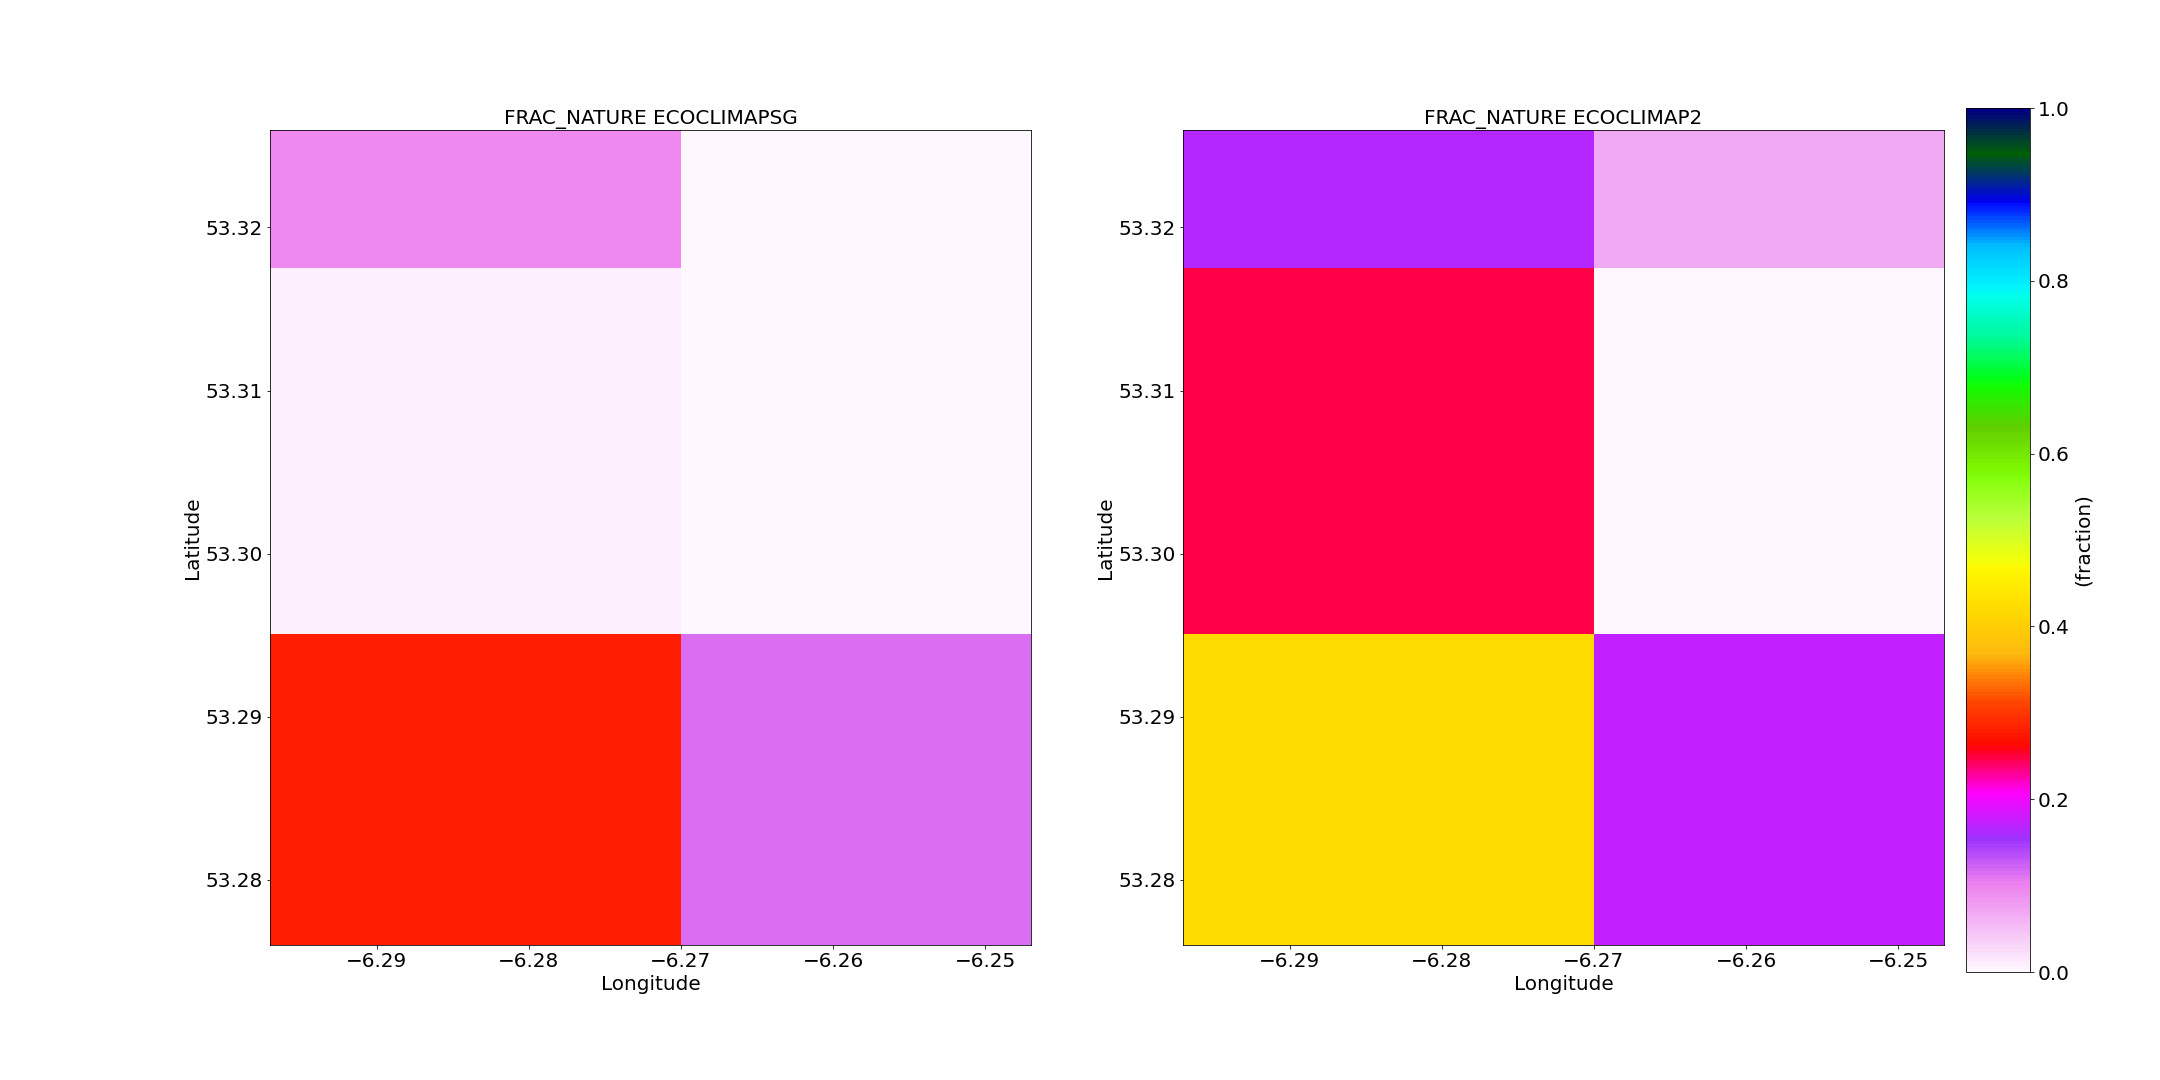 FRAC_NATURE ECOCLIMAPSG
53.32
53.31
53.30
53.29
53.28
Latitude
−6.29 −6.28 −6.27 −6.26 −6.25
Longitude
FRAC_NATURE ECOCLIMAP2
53.32
53.31
53.30
53.29
53.28
Latitude
−6.29 −6.28 −6.27 −6.26 −6.25
Longitude
1.0
0.8
0.6
0.4
0.2
0.0
(fraction)